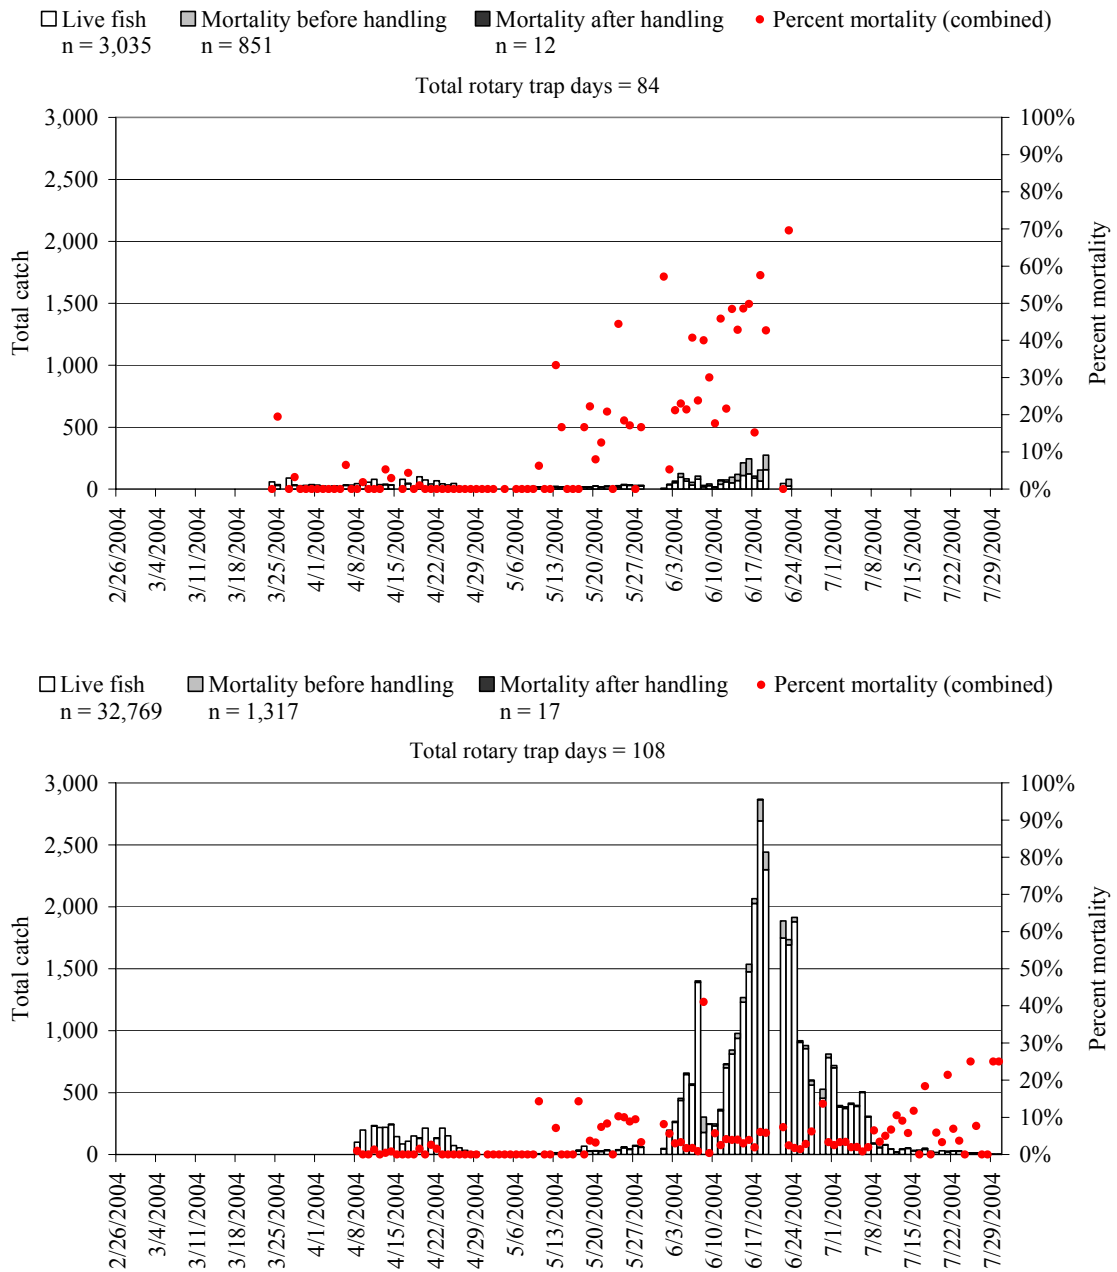 Live fish Mortality before handling Mortality after handling Percent mortality (combined)
n = 3,035 n = 851 n = 12
Total rotary trap days = 84
3,000 100%
90%
2,500
80%
70%
2,000
60%
1,500 50%
40%
1,000
30%
500 20%
10%
0 0%
Total catch
Percent mortality
2/26/2004 3/4/2004 3/11/2004 3/18/2004 3/25/2004 4/1/2004 4/8/2004 4/15/2004 4/22/2004 4/29/2004 5/6/2004 5/13/2004 5/20/2004 5/27/2004 6/3/2004 6/10/2004 6/17/2004 6/24/2004 7/1/2004 7/8/2004 7/15/2004 7/22/2004 7/29/2004
Live fish Mortality before handling Mortality after handling Percent mortality (combined)
n = 32,769 n = 1,317 n = 17
Total rotary trap days = 108
3,000 100%
90%
2,500
80%
70%
2,000
60%
1,500 50%
40%
1,000
30%
500 20%
10%
0 0%
Total catch
Percent mortality
2/26/2004 3/4/2004 3/11/2004 3/18/2004 3/25/2004 4/1/2004 4/8/2004 4/15/2004 4/22/2004 4/29/2004 5/6/2004 5/13/2004 5/20/2004 5/27/2004 6/3/2004 6/10/2004 6/17/2004 6/24/2004 7/1/2004 7/8/2004 7/15/2004 7/22/2004 7/29/2004